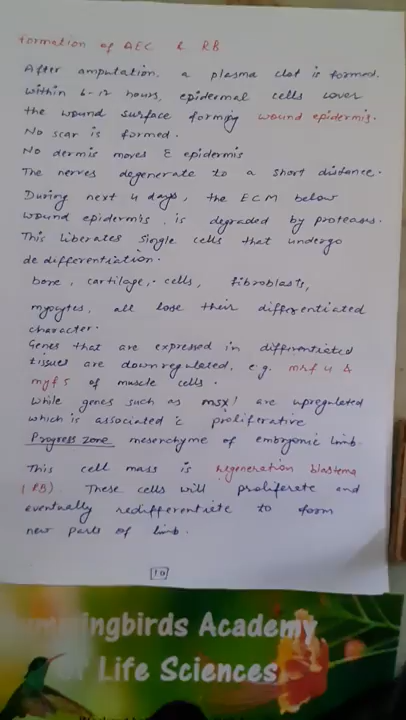 formation of AEC & RB
After amputation, a plasma clot is formed.
Within 6-12 hours, epidermal cells cover
the wound surface forming wound epidermis.
No scar is formed.
No dermis moves c̄ epidermis
The nerves degenerate to a short distance.
During next 4 days, the ECM below
wound epidermis is degraded by proteases.
This liberates single cells that undergo
dedifferentiation.
bone, cartilage, cells, fibroblasts,
myocytes, all lose their differentiated
character.
Genes that are expressed in differentiated
tissues are downregulated, e.g. mrf 4 &
myf 5 of muscle cells.
While genes such as msx1 are upregulated
which is associated c̄ proliferative
Progress zone mesenchyme of embryonic limb.
This cell mass is regeneration blastema
(RB). These cells will proliferate and
eventually redifferentiate to form
new parts of limb.
10
ingbirds Academy
of Life Sciences